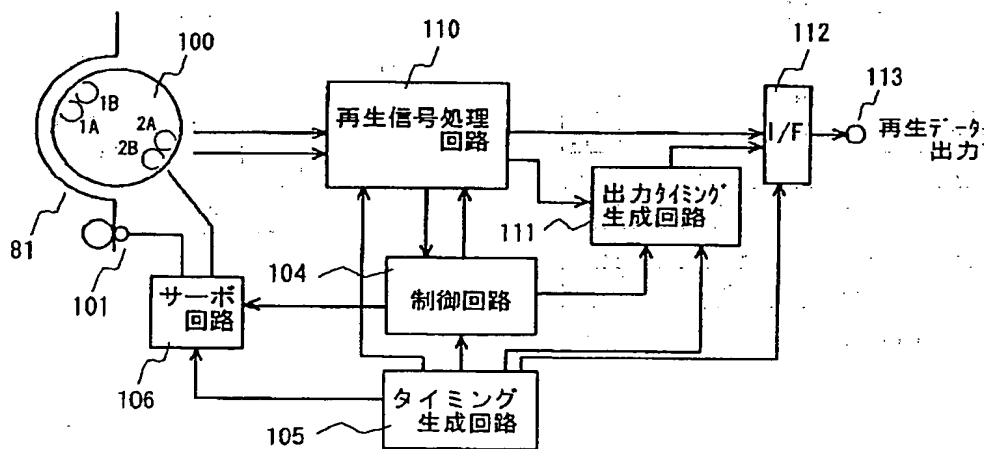 100
110
112
113
1B
1A
2A
2B
再生信号処理
回路
I/F
再生データ
出力
出力タイミング
生成回路
111
81
101
104
制御回路
サーボ
回路
106
タイミング
生成回路
105